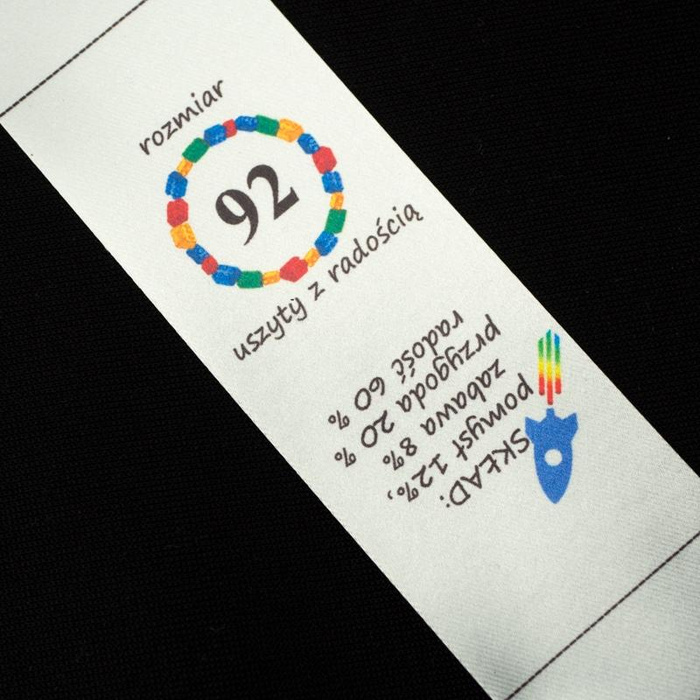 rozmiar
92
uszyty z radością
SKŁAD:
pomysł 12%,
zabawa 8%
przygoda 20 %
radość 60 %